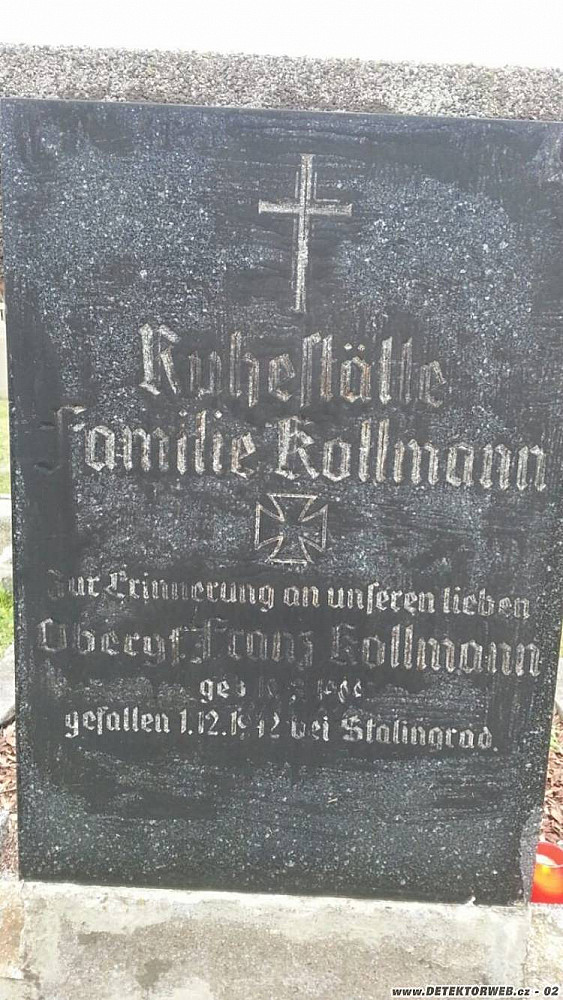 Ruhestätte
Familie Kollmann
Zur Erinnerung an unseren lieben
Obergf. Franz Kollmann
gefallen 1.12.1942 bei Stalingrad.
www.DETEKTORWEB.cz - 02